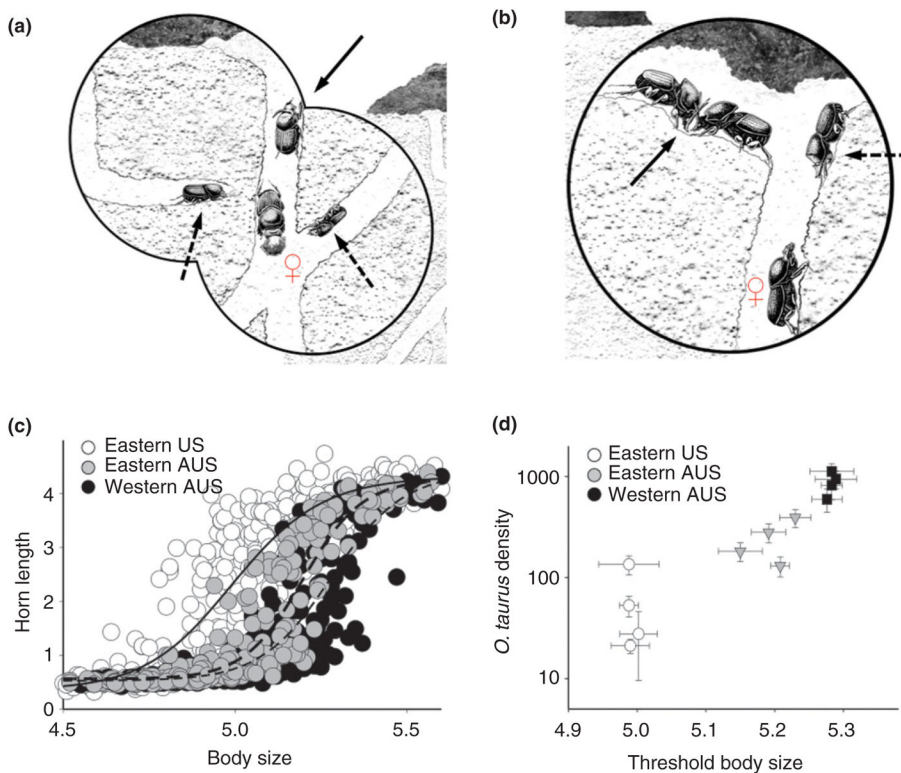 (a)
(b)
♀
♀
(c)
Eastern US
Eastern AUS
Western AUS
4
3
2
1
0
Horn length
4.5
5.0
5.5
Body size
(d)
Eastern US
Eastern AUS
Western AUS
1000
100
10
O. taurus density
4.9
5.0
5.1
5.2
5.3
Threshold body size